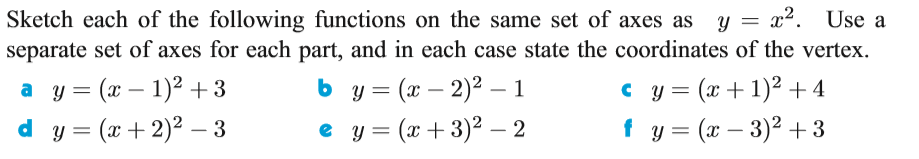 Sketch each of the following functions on the same set of axes as y = x². Use a
separate set of axes for each part, and in each case state the coordinates of the vertex.
a y = (x − 1)² + 3 b y = (x − 2)² − 1 c y = (x + 1)² + 4
d y = (x + 2)² − 3 e y = (x + 3)² − 2 f y = (x − 3)² + 3